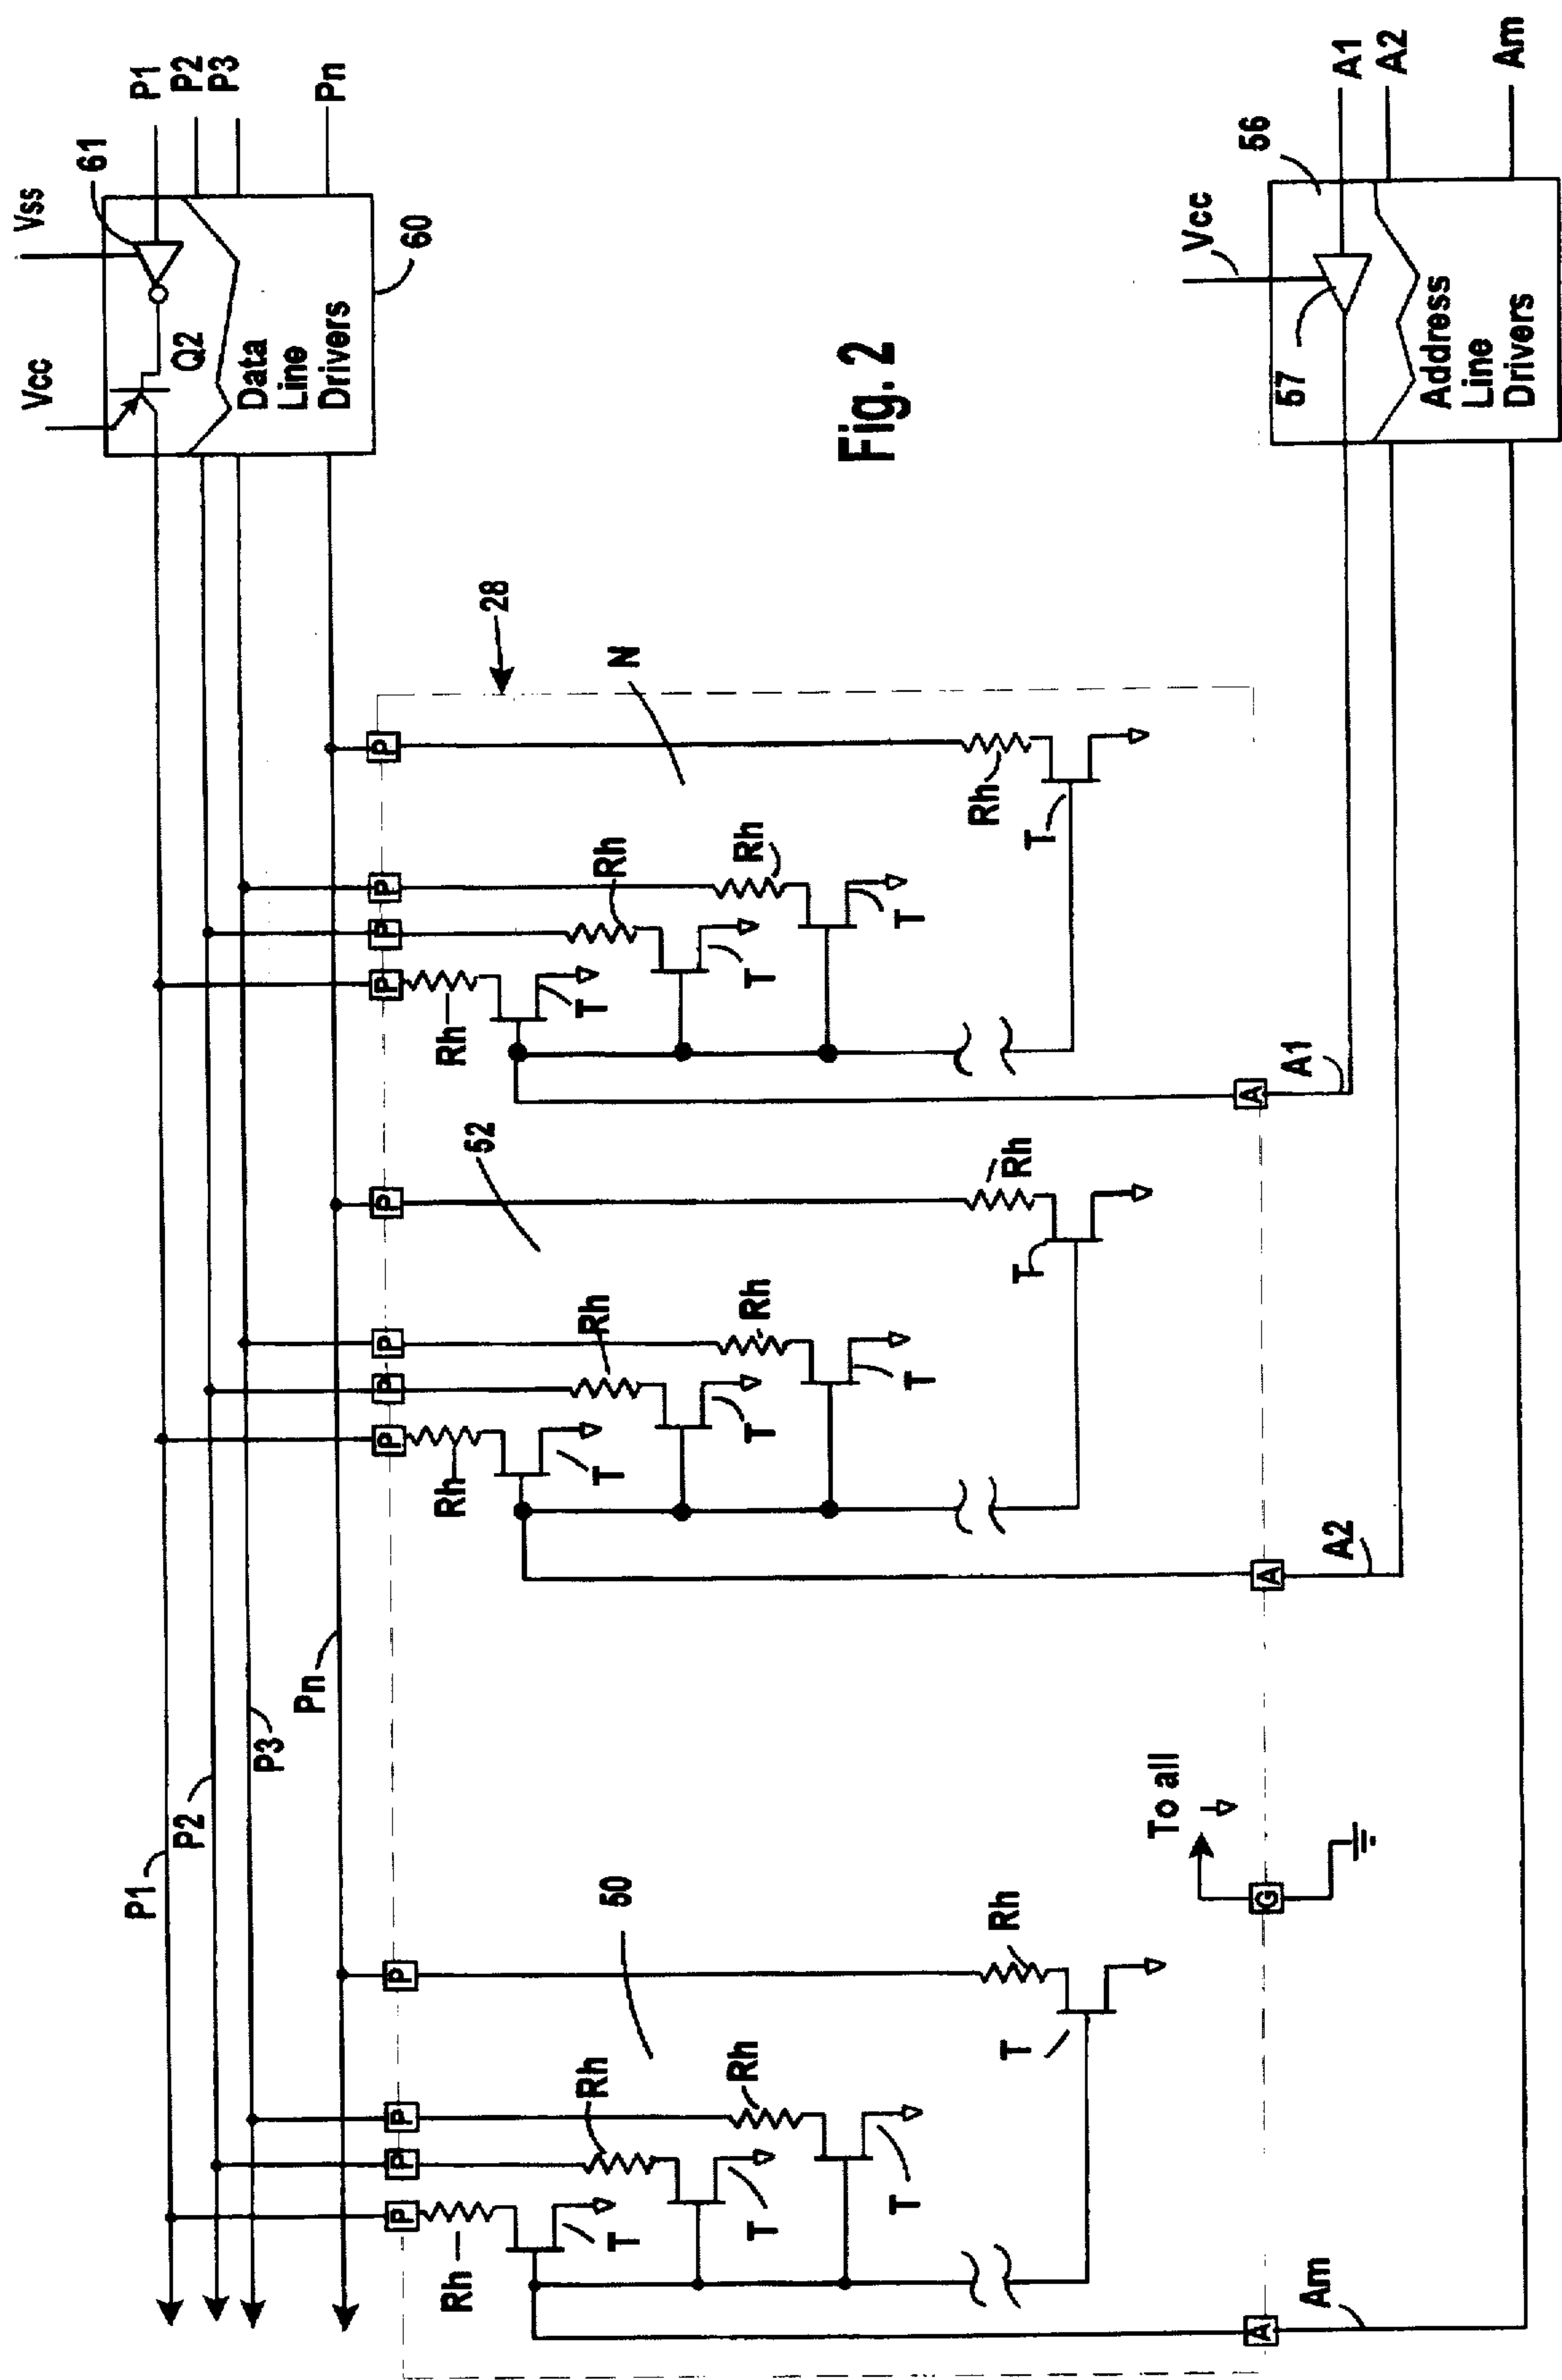 Vcc Vss
61
P1 P1
P2 Q2 P2
P3
P3 Data
Line
Pn Drivers Pn
60
P P P P P P P P P P P P
Rh Rh Rh
52 28
Rh Rh Rh
T T T
50 N
Rh Rh Rh
T T T
T T T
Fig. 2
Rh Rh Rh
T T T
To all
Vcc
A A A
G
56
57
A1 A1
A2 A2
Am
Address
Line
Drivers
Am